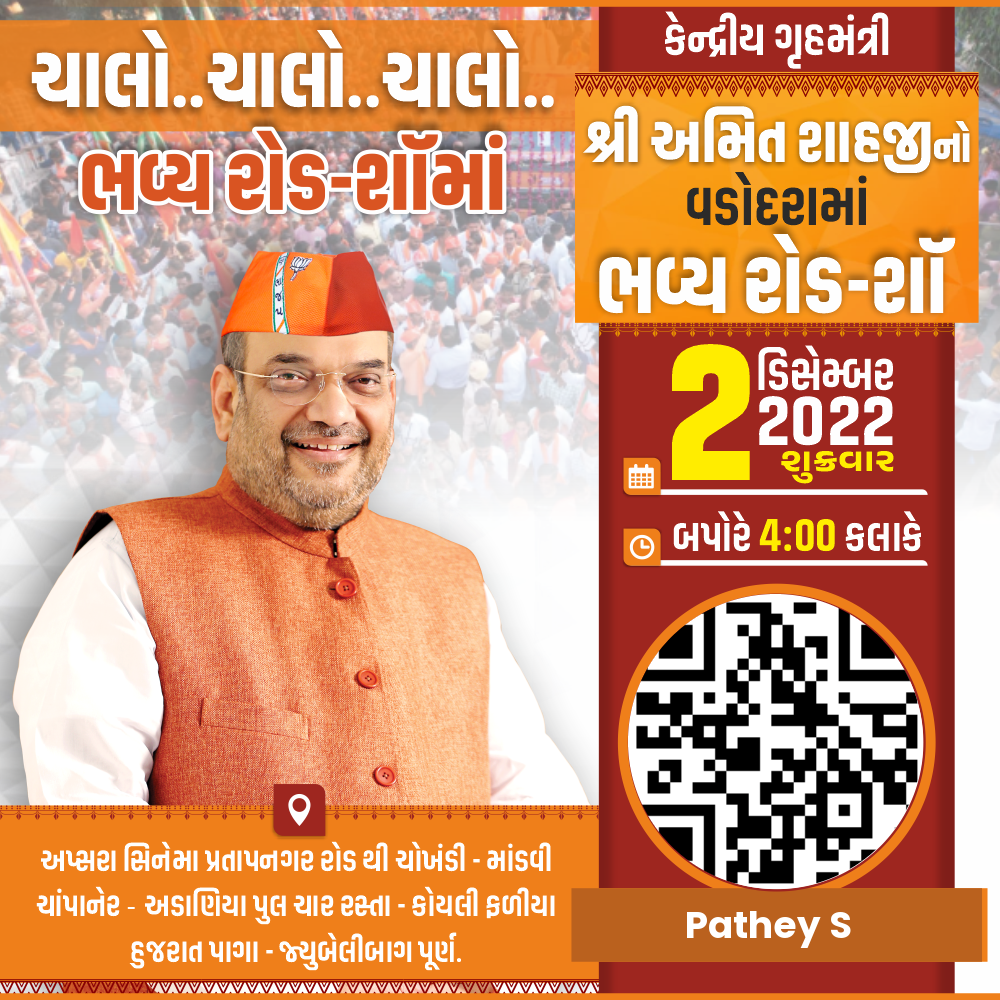 ચાલો..ચાલો..ચાલો..
ભવ્ય રોડ-શૉમાં
કેન્દ્રીય ગૃહમંત્રી
શ્રી અમિત શાહજીનો
વડોદરામાં
ભવ્ય રોડ-શૉ
2 ડિસેમ્બર
2022
શુક્રવાર
બપોરે 4:00 કલાકે
અપ્સરા સિનેમા પ્રતાપનગર રોડ થી ચોખંડી - માંડવી
ચાંપાનેર - અડાણિયા પુલ ચાર રસ્તા - કોયલી ફળીયા
હુજરાત પાગા - જ્યુબેલીબાગ પૂર્ણ.
Pathey S